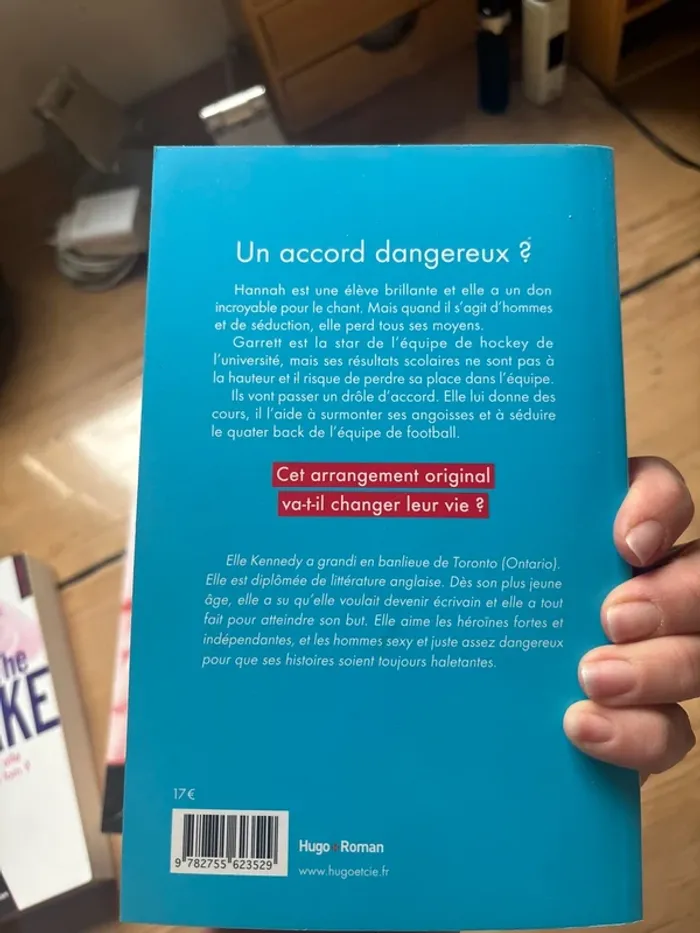 Un accord dangereux ?
Hannah est une élève brillante et elle a un don
incroyable pour le chant. Mais quand il s'agit d'hommes
et de séduction, elle perd tous ses moyens.
Garrett est la star de l'équipe de hockey de
l'université, mais ses résultats scolaires ne sont pas à
la hauteur et il risque de perdre sa place dans l'équipe.
Ils vont passer un drôle d'accord. Elle lui donne des
cours, il l'aide à surmonter ses angoisses et à séduire
le quater back de l'équipe de football.
Cet arrangement original
va-t-il changer leur vie ?
Elle Kennedy a grandi en banlieue de Toronto (Ontario).
Elle est diplômée de littérature anglaise. Dès son plus jeune
âge, elle a su qu'elle voulait devenir écrivain et elle a tout
fait pour atteindre son but. Elle aime les héroïnes fortes et
indépendantes, et les hommes sexy et juste assez dangereux
pour que ses histoires soient toujours haletantes.
17€
9 782755 623529
Hugo Roman
www.hugoetcie.fr
he
KE
elle
loin ?